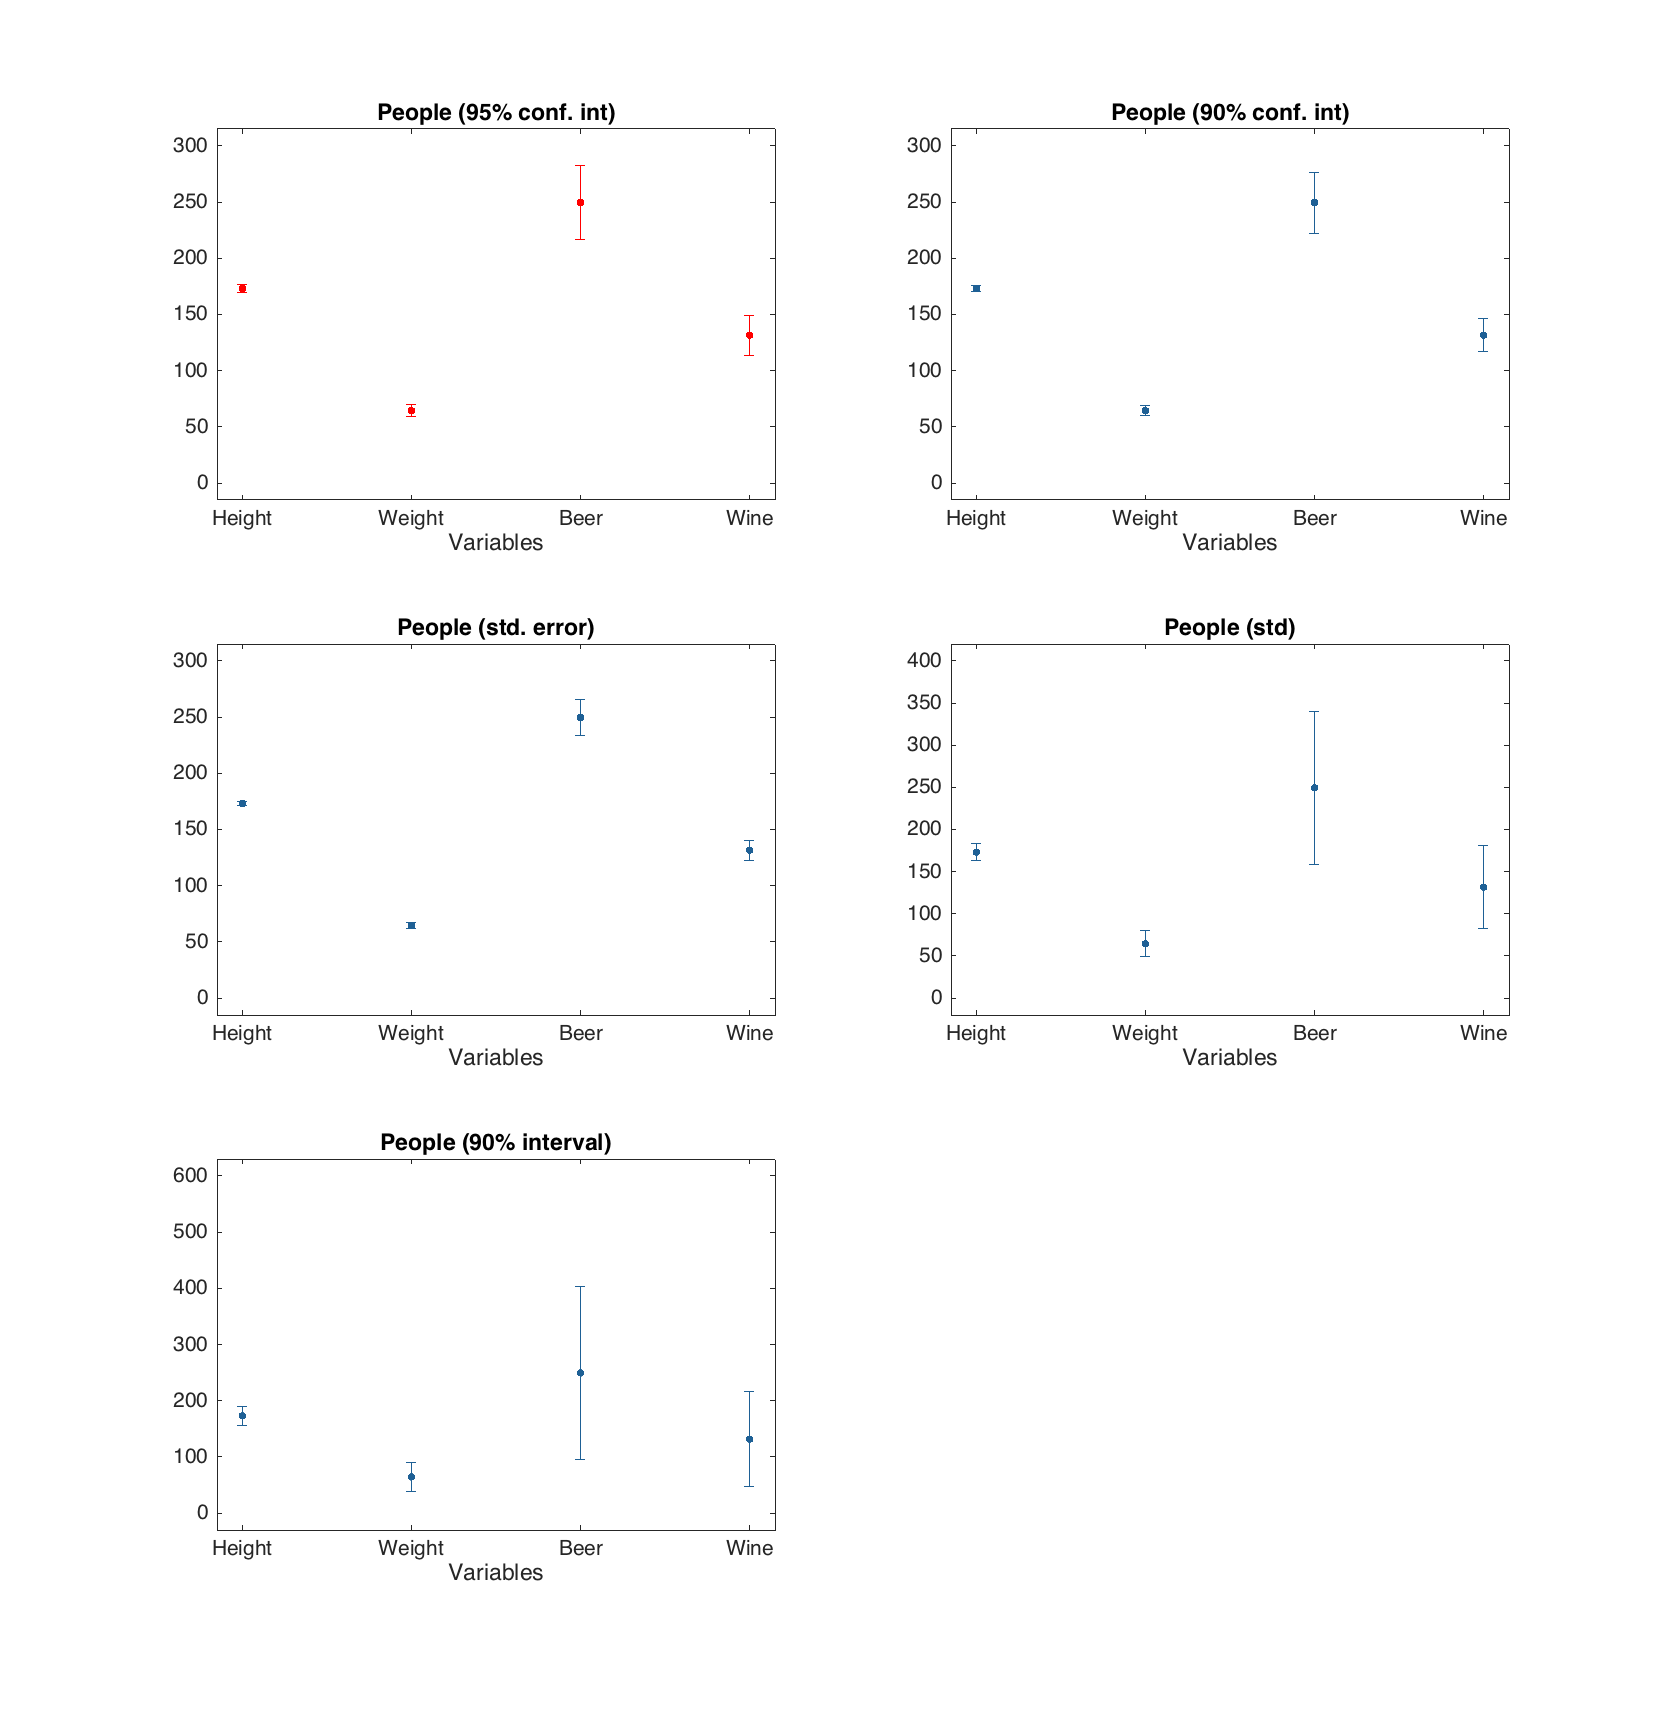 People (95% conf. int)
300
250
200
150
100
50
0
Height Weight Beer Wine
Variables
People (90% conf. int)
300
250
200
150
100
50
0
Height Weight Beer Wine
Variables
People (std. error)
300
250
200
150
100
50
0
Height Weight Beer Wine
Variables
People (std)
400
350
300
250
200
150
100
50
0
Height Weight Beer Wine
Variables
People (90% interval)
600
500
400
300
200
100
0
Height Weight Beer Wine
Variables